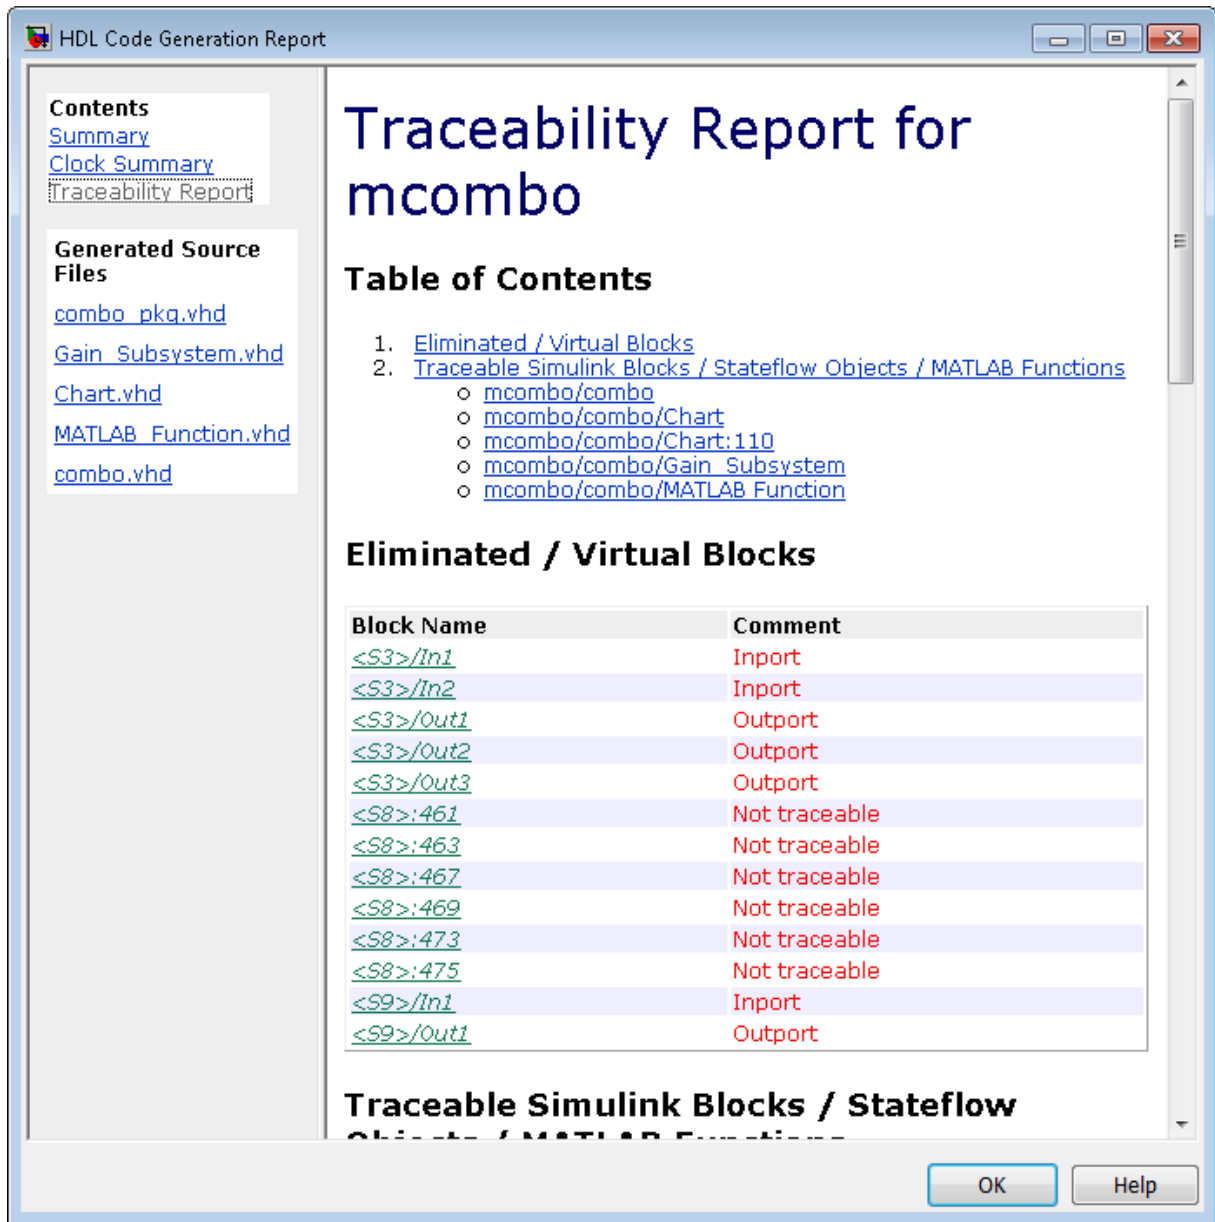 HDL Code Generation Report
Contents
Summary
Clock Summary
Traceability Report
Generated Source
Files
combo_pkg.vhd
Gain_Subsystem.vhd
Chart.vhd
MATLAB_Function.vhd
combo.vhd
Traceability Report for
mcombo
Table of Contents
1. Eliminated / Virtual Blocks
2. Traceable Simulink Blocks / Stateflow Objects / MATLAB Functions
o mcombo/combo
o mcombo/combo/Chart
o mcombo/combo/Chart:110
o mcombo/combo/Gain_Subsystem
o mcombo/combo/MATLAB Function
Eliminated / Virtual Blocks
Block Name Comment
<S3>/In1 Inport
<S3>/In2 Inport
<S3>/Out1 Outport
<S3>/Out2 Outport
<S3>/Out3 Outport
<S8>:461 Not traceable
<S8>:463 Not traceable
<S8>:467 Not traceable
<S8>:469 Not traceable
<S8>:473 Not traceable
<S8>:475 Not traceable
<S9>/In1 Inport
<S9>/Out1 Outport
Traceable Simulink Blocks / Stateflow
Objects / MATLAB Functions
OK Help